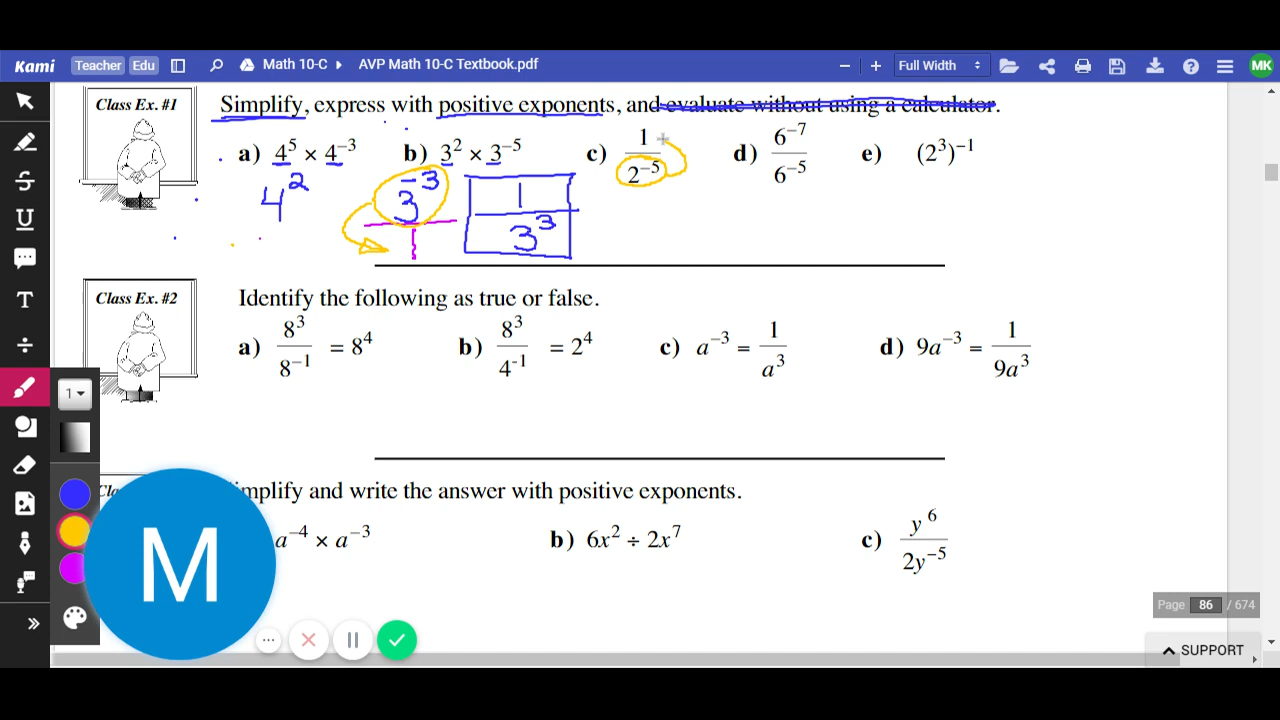 Kami Teacher Edu Math 10-C AVP Math 10-C Textbook.pdf Full Width MK
Class Ex. #1 Simplify, express with positive exponents, and evaluate without using a calculator.
a) 4⁵ × 4⁻³ b) 3² × 3⁻⁵ c) 1/2⁻⁵ d) 6⁻⁷/6⁻⁵ e) (2³)⁻¹
4² 3⁻³/1 1/3³
Class Ex. #2 Identify the following as true or false.
a) 8³/8⁻¹ = 8⁴ b) 8³/4⁻¹ = 2⁴ c) a⁻³ = 1/a³ d) 9a⁻³ = 1/9a³
Cl implify and write the answer with positive exponents.
a⁻⁴ × a⁻³ b) 6x² ÷ 2x⁷ c) y⁶/2y⁻⁵
1
M
Page 86 / 674
SUPPORT